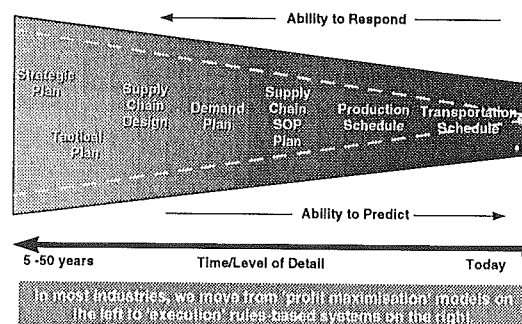 Ability to Respond
Strategic
Plan
Tactical
Plan
Supply
Chain
Design
Demand
Plan
Supply
Chain
SOP
Plan
Production
Schedule
Transportation
Schedule
Ability to Predict
5 -50 years
Time/Level of Detail
Today
In most industries, we move from 'profit maximisation' models on
the left to 'execution' rules-based systems on the right.